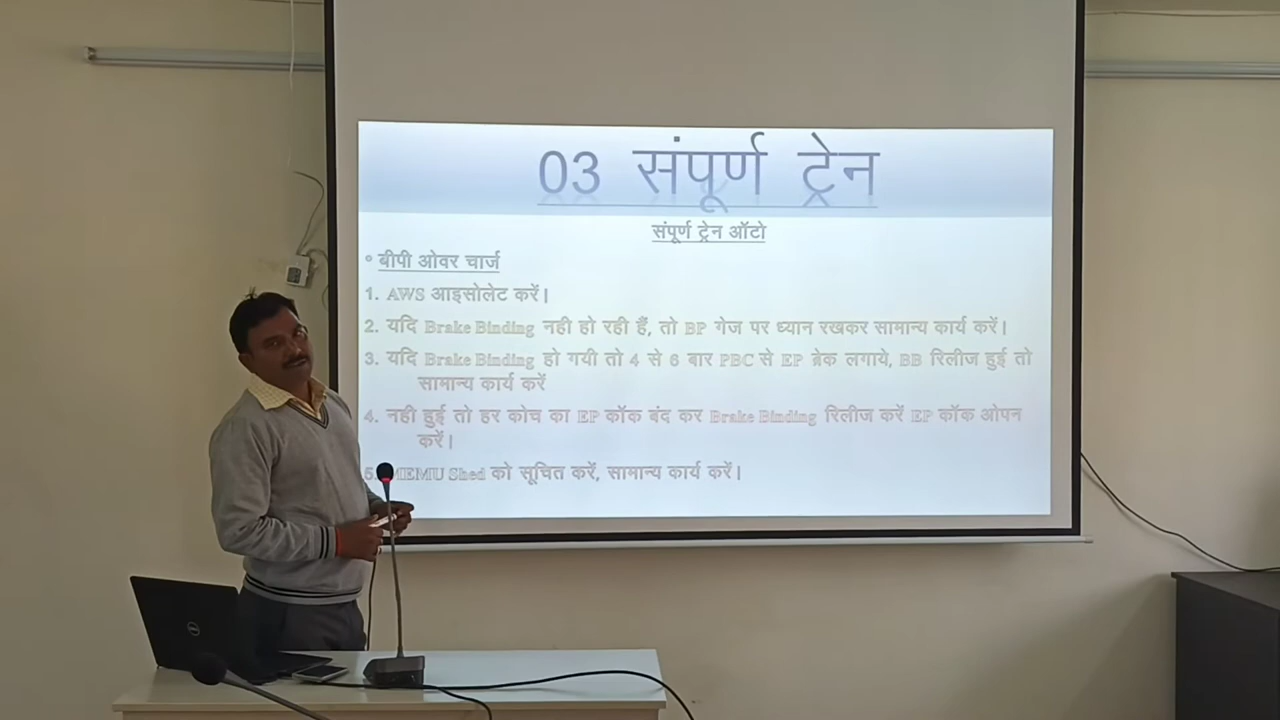 03 संपूर्ण ट्रेन
संपूर्ण ट्रेन ऑटो
• बीपी ओवर चार्ज
1. AWS आइसोलेट करें।
2. यदि Brake Binding नही हो रही हैं, तो BP गेज पर ध्यान रखकर सामान्य कार्य करें।
3. यदि Brake Binding हो गयी तो 4 से 6 बार PBC से EP ब्रेक लगाये, BB रिलीज हुई तो
सामान्य कार्य करें
4. नही हुई तो हर कोच का EP कॉक बंद कर Brake Binding रिलीज करें EP कॉक ओपन
करें।
5. MEMU Shed को सूचित करें, सामान्य कार्य करें।
DELL